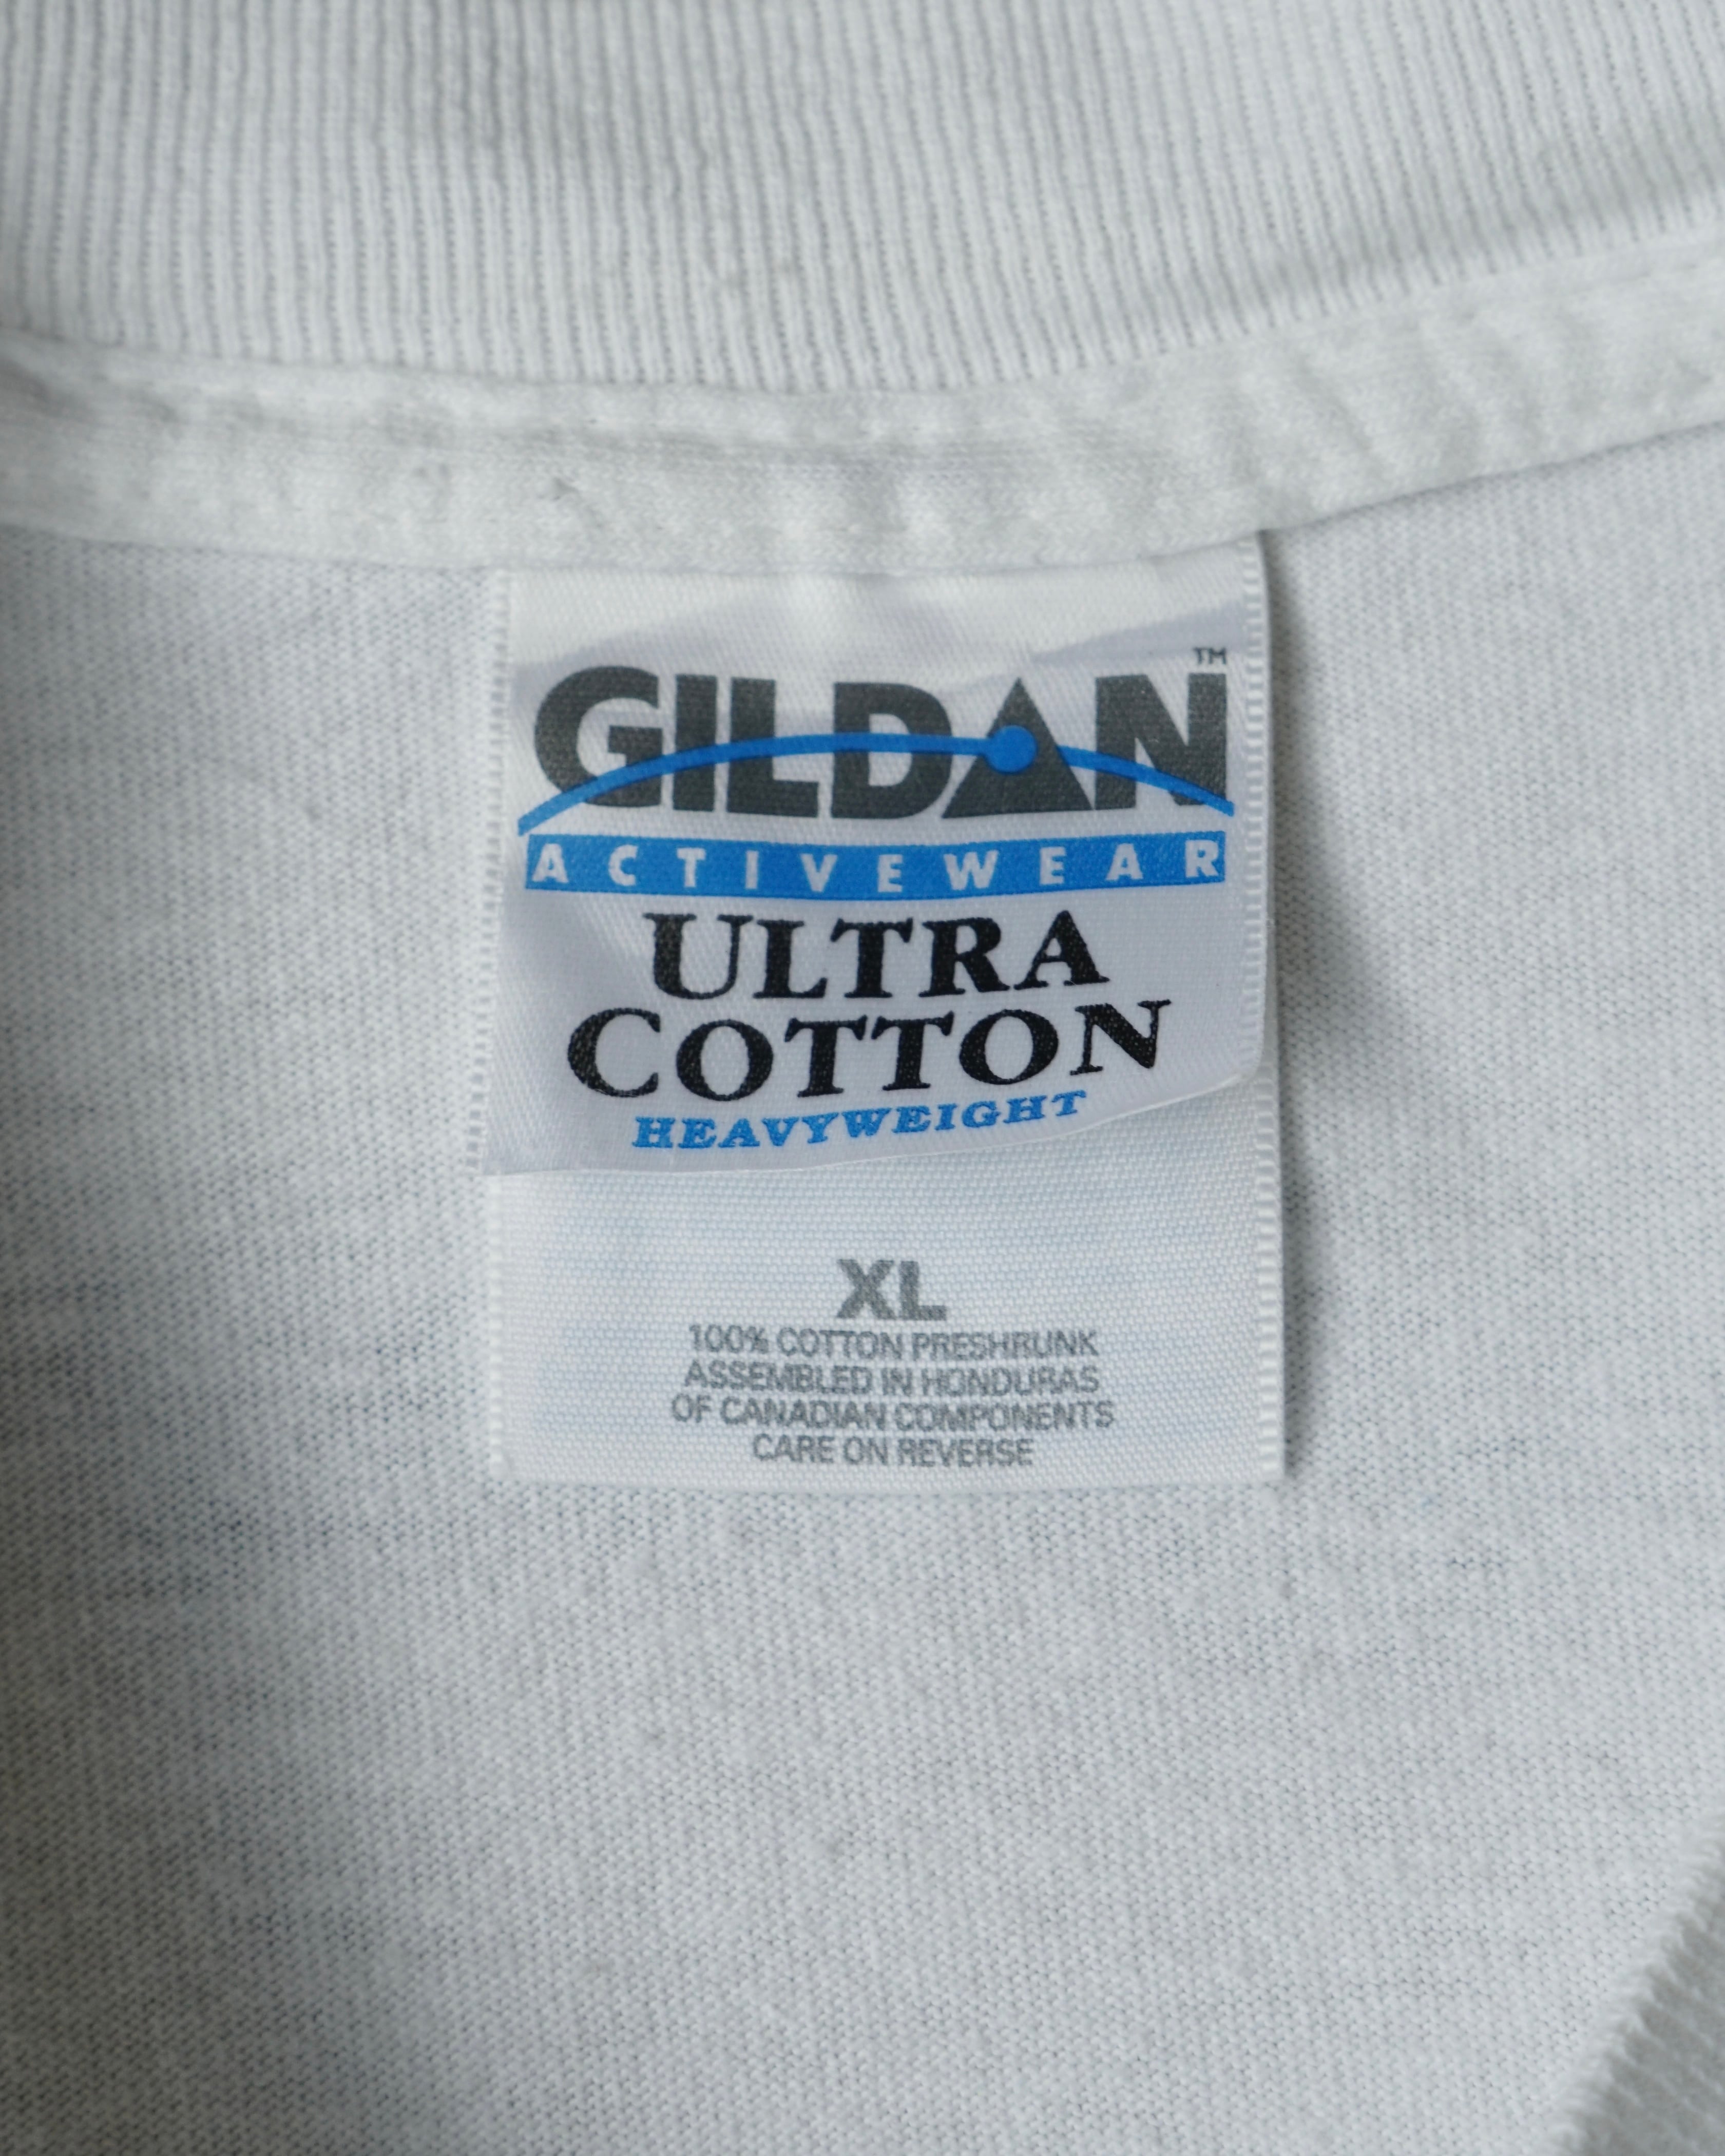 GILDAN™
ACTIVEWEAR
ULTRA
COTTON
HEAVYWEIGHT
XL
100% COTTON PRESHRUNK
ASSEMBLED IN HONDURAS
OF CANADIAN COMPONENTS
CARE ON REVERSE